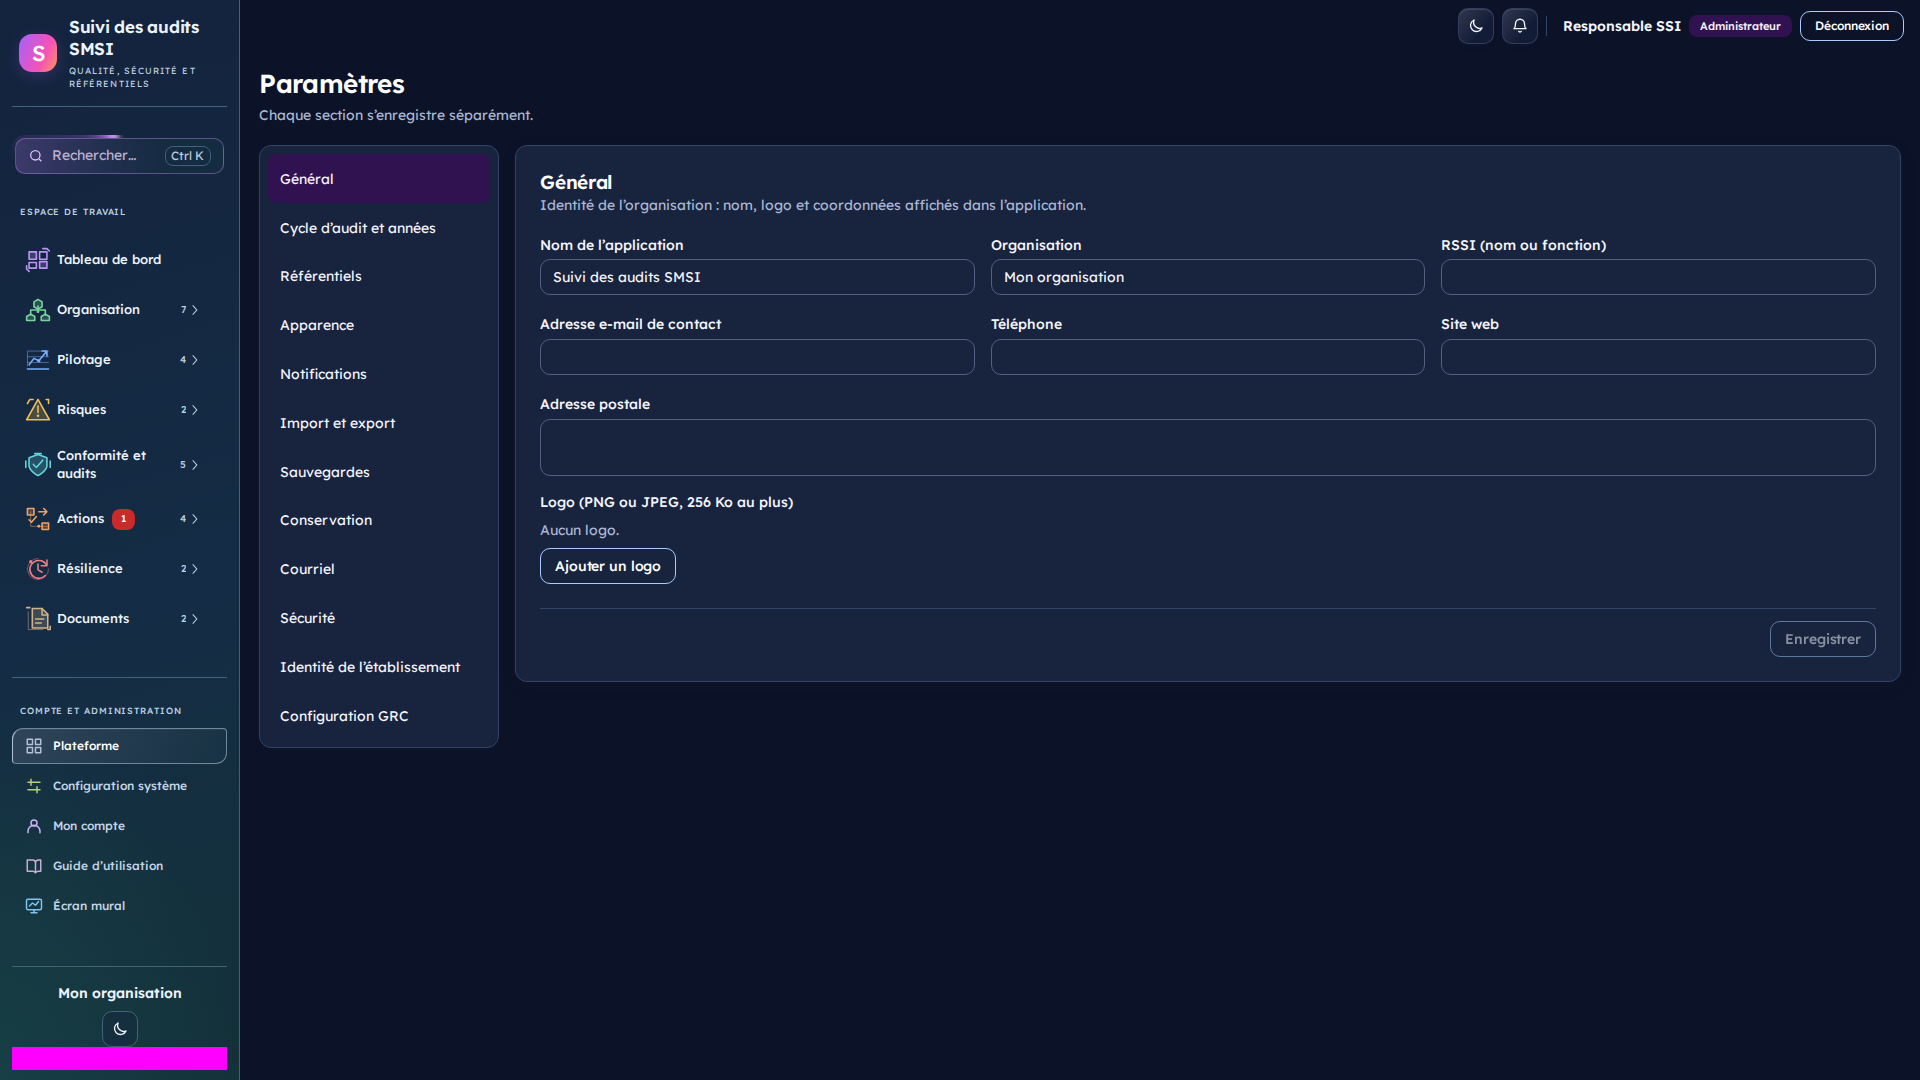 S
Suivi des audits SMSI
QUALITÉ, SÉCURITÉ ET RÉFÉRENTIELS
Rechercher... Ctrl K
ESPACE DE TRAVAIL
Tableau de bord
Organisation 7
Pilotage 4
Risques 2
Conformité et audits 5
Actions 1 4
Résilience 2
Documents 2
COMPTE ET ADMINISTRATION
Plateforme
Configuration système
Mon compte
Guide d'utilisation
Écran mural
Mon organisation
Responsable SSI Administrateur Déconnexion
Paramètres
Chaque section s'enregistre séparément.
Général
Cycle d'audit et années
Référentiels
Apparence
Notifications
Import et export
Sauvegardes
Conservation
Courriel
Sécurité
Identité de l'établissement
Configuration GRC
Général
Identité de l'organisation : nom, logo et coordonnées affichés dans l'application.
Nom de l'application Organisation RSSI (nom ou fonction)
Suivi des audits SMSI Mon organisation
Adresse e-mail de contact Téléphone Site web
Adresse postale
Logo (PNG ou JPEG, 256 Ko au plus)
Aucun logo.
Ajouter un logo
Enregistrer